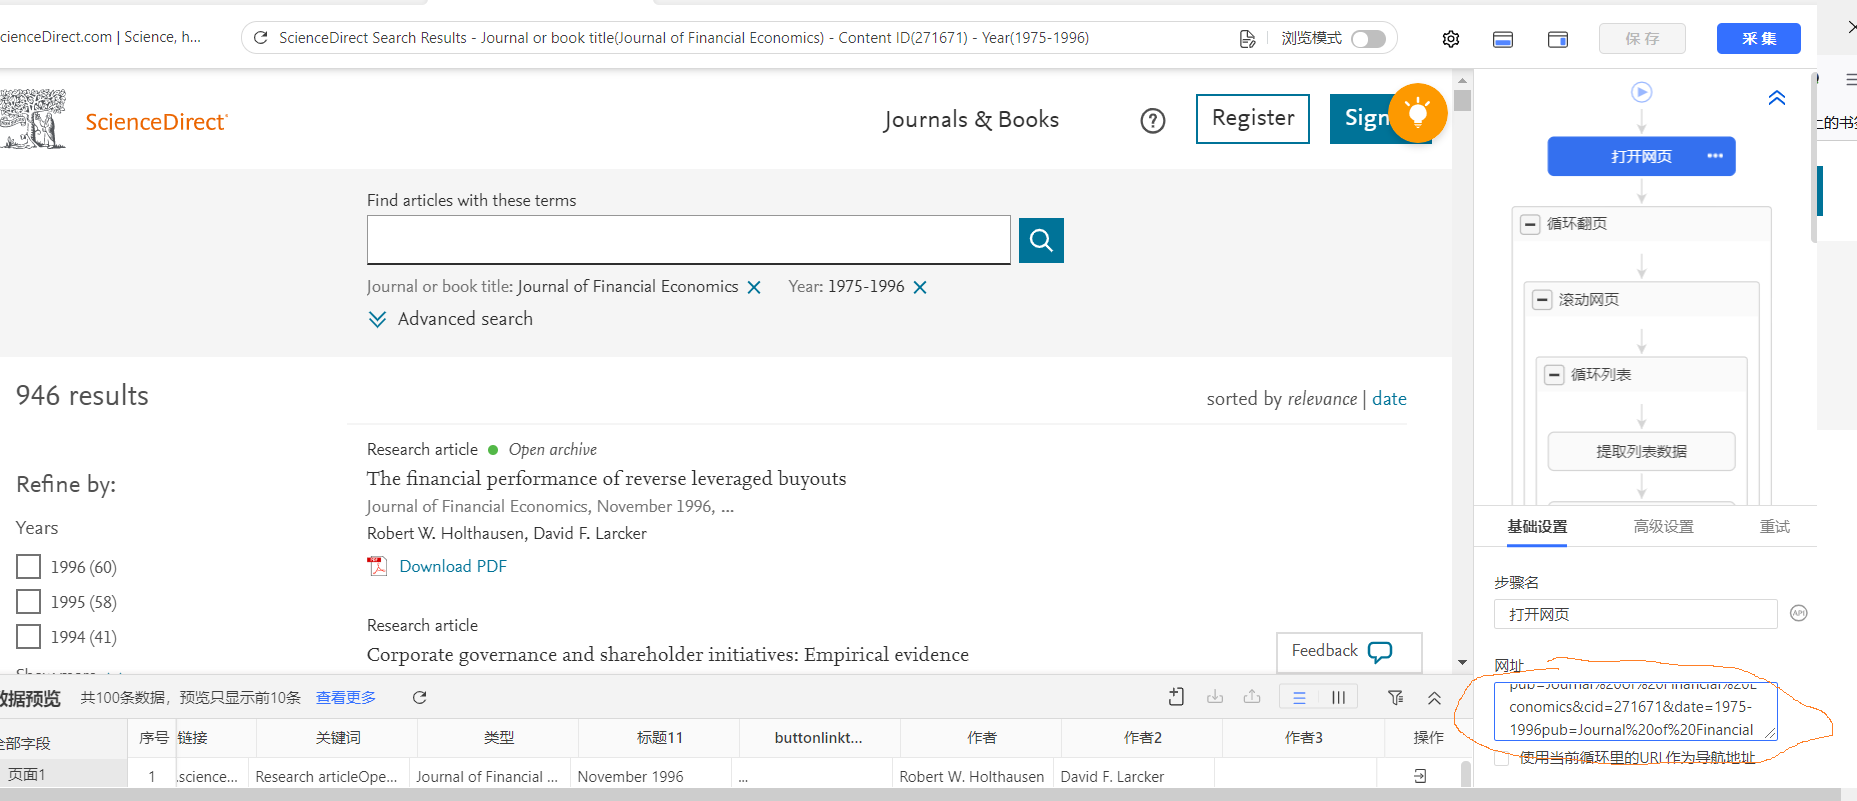 cienceDirect.com | Science, h...
ScienceDirect Search Results - Journal or book title(Journal of Financial Economics) - Content ID(271671) - Year(1975-1996)
浏览模式
保存
采集
ScienceDirect
Journals & Books
Register
Sign
上的书签
打开网页
循环翻页
滚动网页
循环列表
提取列表数据
Find articles with these terms
Journal or book title: Journal of Financial Economics
Year: 1975-1996
Advanced search
946 results
sorted by relevance | date
Refine by:
Years
1996 (60)
1995 (58)
1994 (41)
Show more
Research article
Open archive
The financial performance of reverse leveraged buyouts
Journal of Financial Economics, November 1996, ...
Robert W. Holthausen, David F. Larcker
Download PDF
Research article
Corporate governance and shareholder initiatives: Empirical evidence
Feedback
基础设置
高级设置
重试
步骤名
打开网页
API
网址
pub=Journal%20of%20Financial%20E
conomics&cid=271671&date=1975-
1996pub=Journal%20of%20Financial
使用当前循环里的URL作为导航地址
数据预览
共100条数据，预览只显示前10条
查看更多
全部字段
序号
链接
关键词
类型
标题11
buttonlinkt...
作者
作者2
作者3
操作
页面1
1
.science...
Research articleOpe...
Journal of Financial ...
November 1996
...
Robert W. Holthausen
David F. Larcker